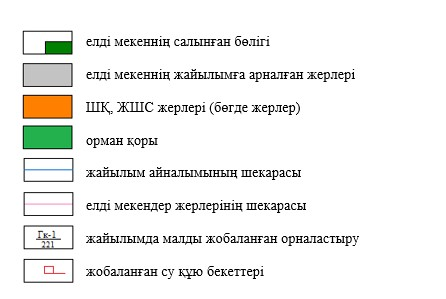 елді мекеннің салынған бөлігі
елді мекеннің жайылымға арналған жерлері
ШҚ, ЖШС жерлері (бөгде жерлер)
орман қоры
жайылым айналымының шекарасы
елді мекендер жерлерінің шекарасы
Гк-1
221
жайылымда малды жобаланған орналастыру
жобаланған су құю бекеттері